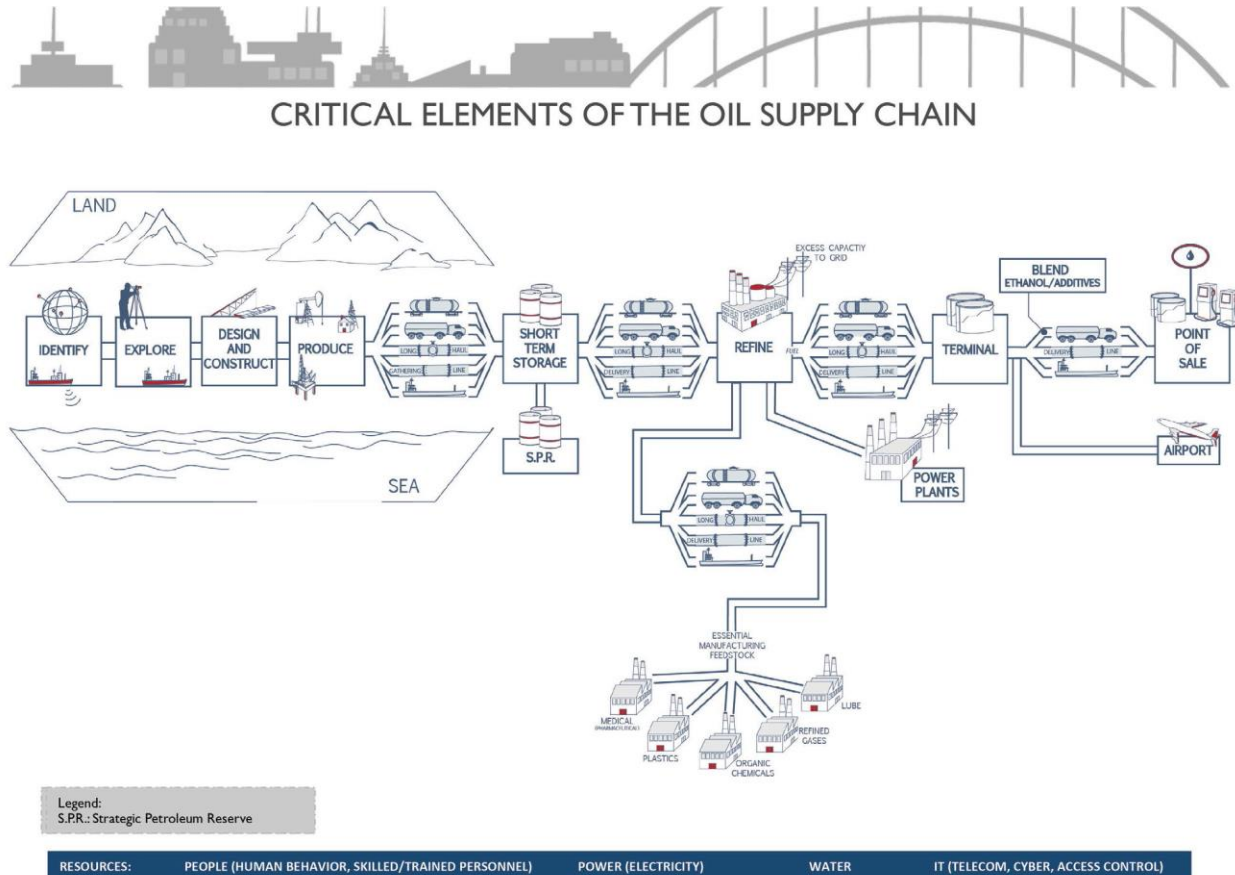 CRITICAL ELEMENTS OF THE OIL SUPPLY CHAIN
LAND
IDENTIFY
EXPLORE
DESIGN
AND
CONSTRUCT
PRODUCE
LONG HAUL
GATHERING LINE
SHORT
TERM
STORAGE
S.P.R.
SEA
LONG HAUL
DELIVERY LINE
EXCESS CAPACTIY
TO GRID
REFINE
LONG HAUL
DELIVERY LINE
TERMINAL
BLEND
ETHANOL/ADDITIVES
DELIVERY LINE
POINT
OF
SALE
AIRPORT
POWER
PLANTS
LONG HAUL
DELIVERY LINE
ESSENTIAL
MANUFACTURING
FEEDSTOCK
MEDICAL
(PHARMACEUTICAL)
PLASTICS
ORGANIC
CHEMICALS
REFINED
GASES
LUBE
Legend:
S.P.R.: Strategic Petroleum Reserve
RESOURCES: PEOPLE (HUMAN BEHAVIOR, SKILLED/TRAINED PERSONNEL) POWER (ELECTRICITY) WATER IT (TELECOM, CYBER, ACCESS CONTROL)